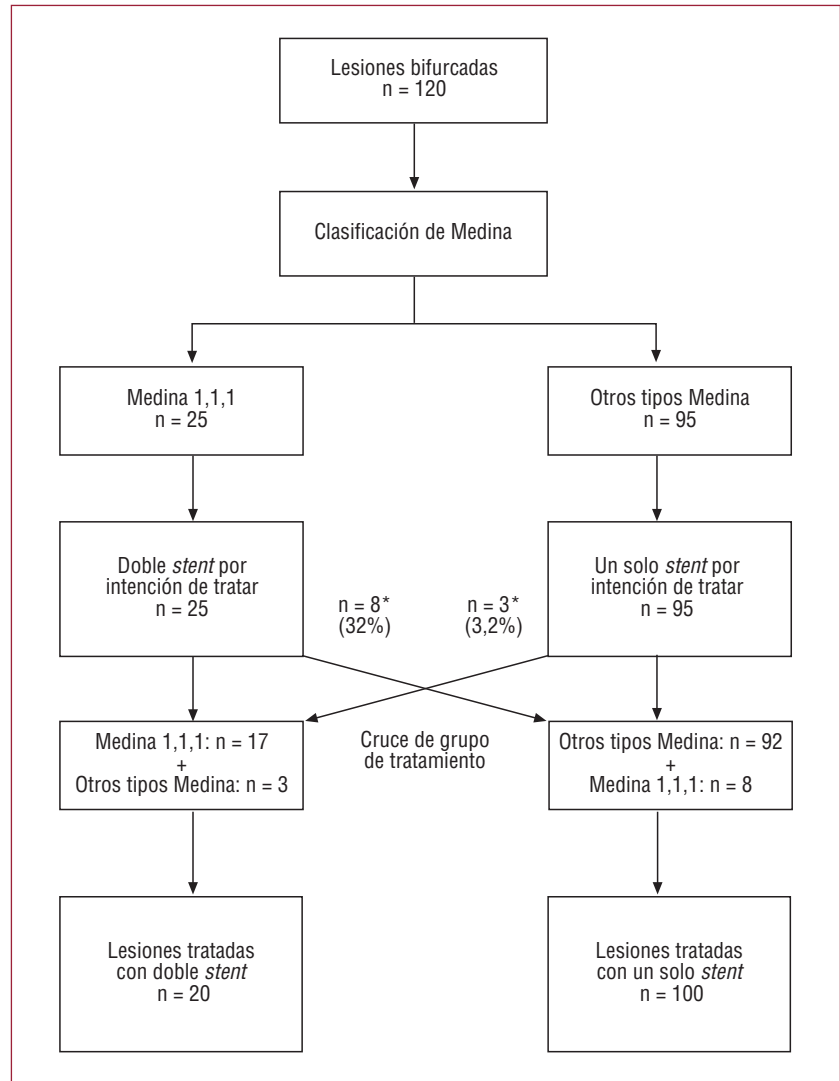 Lesiones bifurcadas
n = 120
Clasificación de Medina
Medina 1,1,1
n = 25
Otros tipos Medina
n = 95
Doble stent por
intención de tratar
n = 25
n = 8*
(32%)
n = 3*
(3,2%)
Un solo stent por
intención de tratar
n = 95
Medina 1,1,1: n = 17
+
Otros tipos Medina: n = 3
Cruce de grupo
de tratamiento
Otros tipos Medina: n = 92
+
Medina 1,1,1: n = 8
Lesiones tratadas
con doble stent
n = 20
Lesiones tratadas
con un solo stent
n = 100